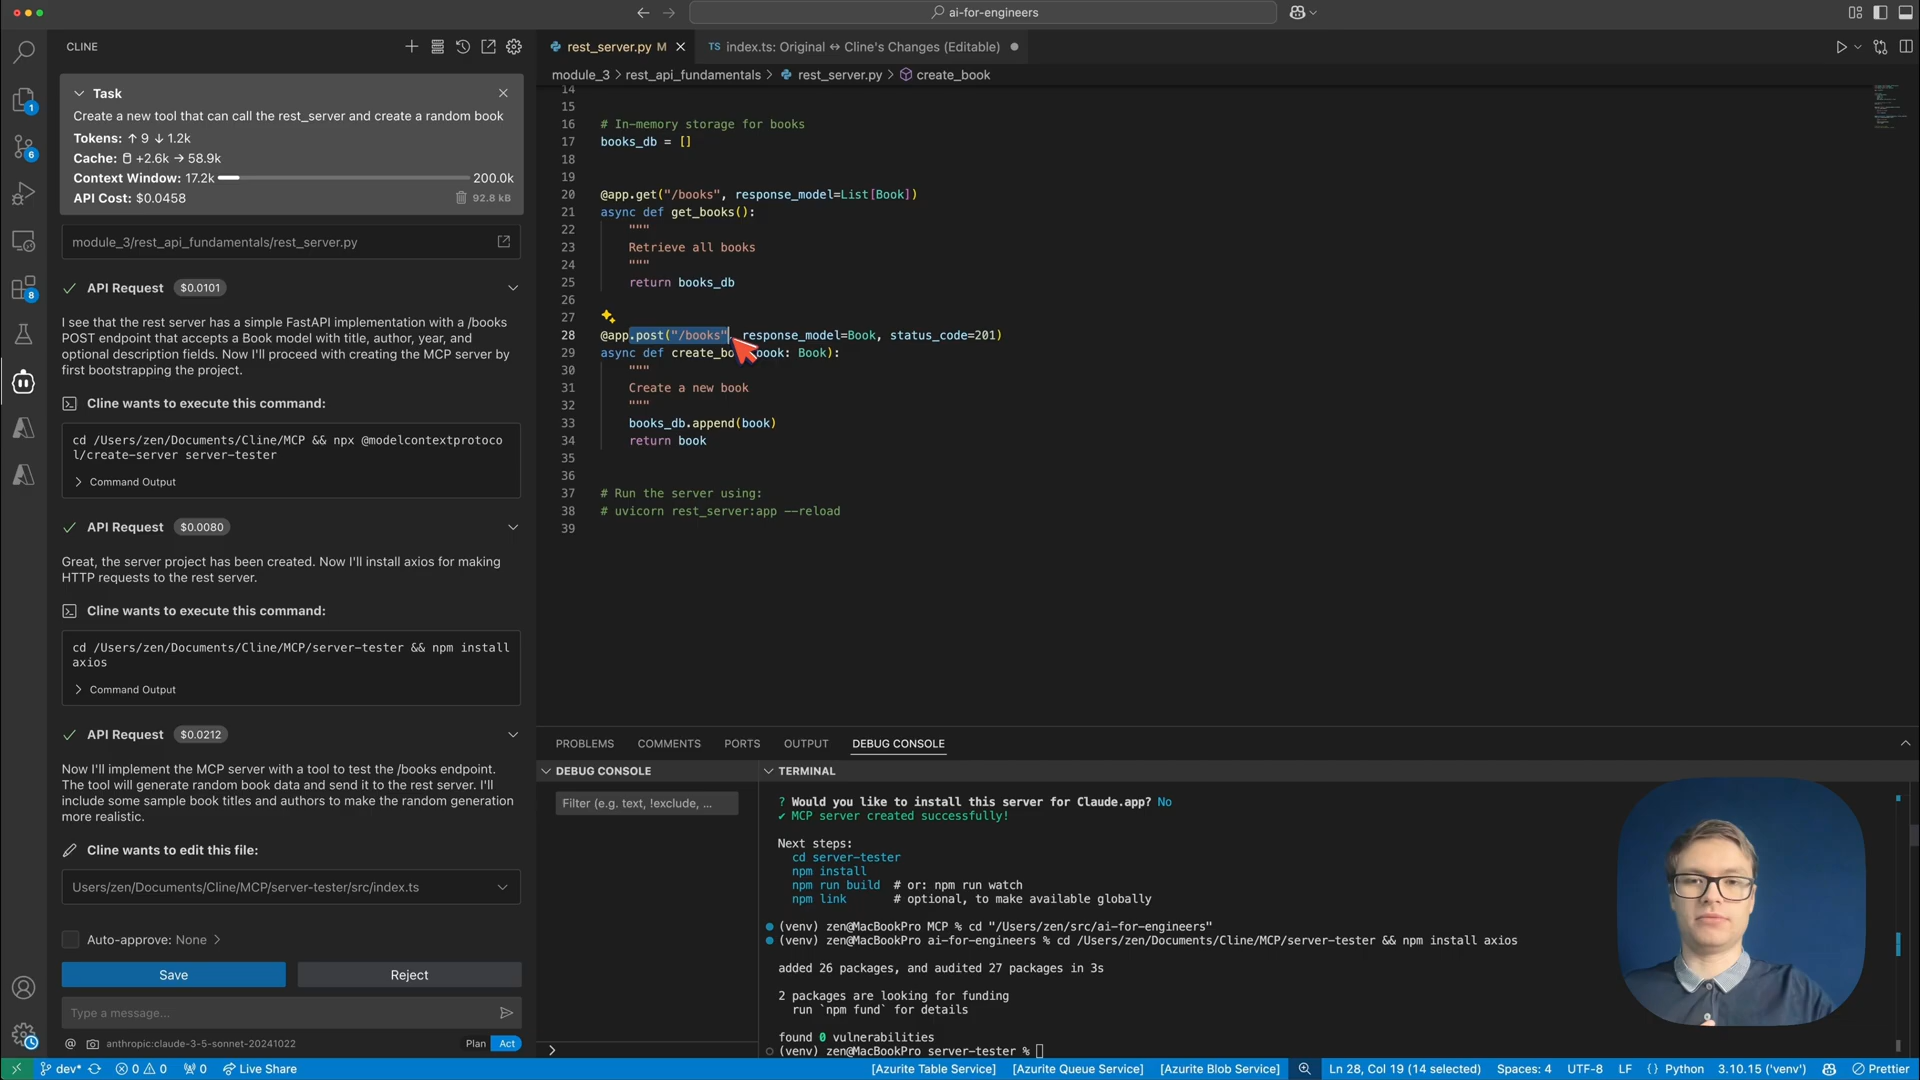 ai-for-engineers
CLINE
Task
Create a new tool that can call the rest_server and create a random book
Tokens: ↑ 9 ↓ 1.2k
Cache: +2.6k → 58.9k
Context Window: 17.2k 200.0k
API Cost: $0.0458 92.8 kB
module_3/rest_api_fundamentals/rest_server.py
API Request $0.0101
I see that the rest server has a simple FastAPI implementation with a /books
POST endpoint that accepts a Book model with title, author, year, and
optional description fields. Now I'll proceed with creating the MCP server by
first bootstrapping the project.
Cline wants to execute this command:
cd /Users/zen/Documents/Cline/MCP && npx @modelcontextprotoco
l/create-server server-tester
Command Output
API Request $0.0080
Great, the server project has been created. Now I'll install axios for making
HTTP requests to the rest server.
Cline wants to execute this command:
cd /Users/zen/Documents/Cline/MCP/server-tester && npm install
axios
Command Output
API Request $0.0212
Now I'll implement the MCP server with a tool to test the /books endpoint.
The tool will generate random book data and send it to the rest server. I'll
include some sample book titles and authors to make the random generation
more realistic.
Cline wants to edit this file:
Users/zen/Documents/Cline/MCP/server-tester/src/index.ts
Auto-approve: None >
Save Reject
Type a message...
@ anthropic:claude-3-5-sonnet-20241022 Plan Act
1
6
8
rest_server.py M
TS index.ts: Original ↔ Cline's Changes (Editable)
module_3 > rest_api_fundamentals > rest_server.py > create_book
14
15
16 # In-memory storage for books
17 books_db = []
18
19
20 @app.get("/books", response_model=List[Book])
21 async def get_books():
22 """
23 Retrieve all books
24 """
25 return books_db
26
27
28 @app.post("/books", response_model=Book, status_code=201)
29 async def create_bo book: Book):
30 """
31 Create a new book
32 """
33 books_db.append(book)
34 return book
35
36
37 # Run the server using:
38 # uvicorn rest_server:app --reload
39
PROBLEMS COMMENTS PORTS OUTPUT DEBUG CONSOLE
DEBUG CONSOLE
Filter (e.g. text, !exclude, ...
TERMINAL
? Would you like to install this server for Claude.app? No
✔ MCP server created successfully!
Next steps:
cd server-tester
npm install
npm run build # or: npm run watch
npm link # optional, to make available globally
(venv) zen@MacBookPro MCP % cd "/Users/zen/src/ai-for-engineers"
(venv) zen@MacBookPro ai-for-engineers % cd /Users/zen/Documents/Cline/MCP/server-tester && npm install axios
added 26 packages, and audited 27 packages in 3s
2 packages are looking for funding
run `npm fund` for details
found 0 vulnerabilities
(venv) zen@MacBookPro server-tester %
dev* 0 0 0 Live Share [Azurite Table Service] [Azurite Queue Service] [Azurite Blob Service] Ln 28, Col 19 (14 selected) Spaces: 4 UTF-8 LF {} Python 3.10.15 ('venv') Prettier